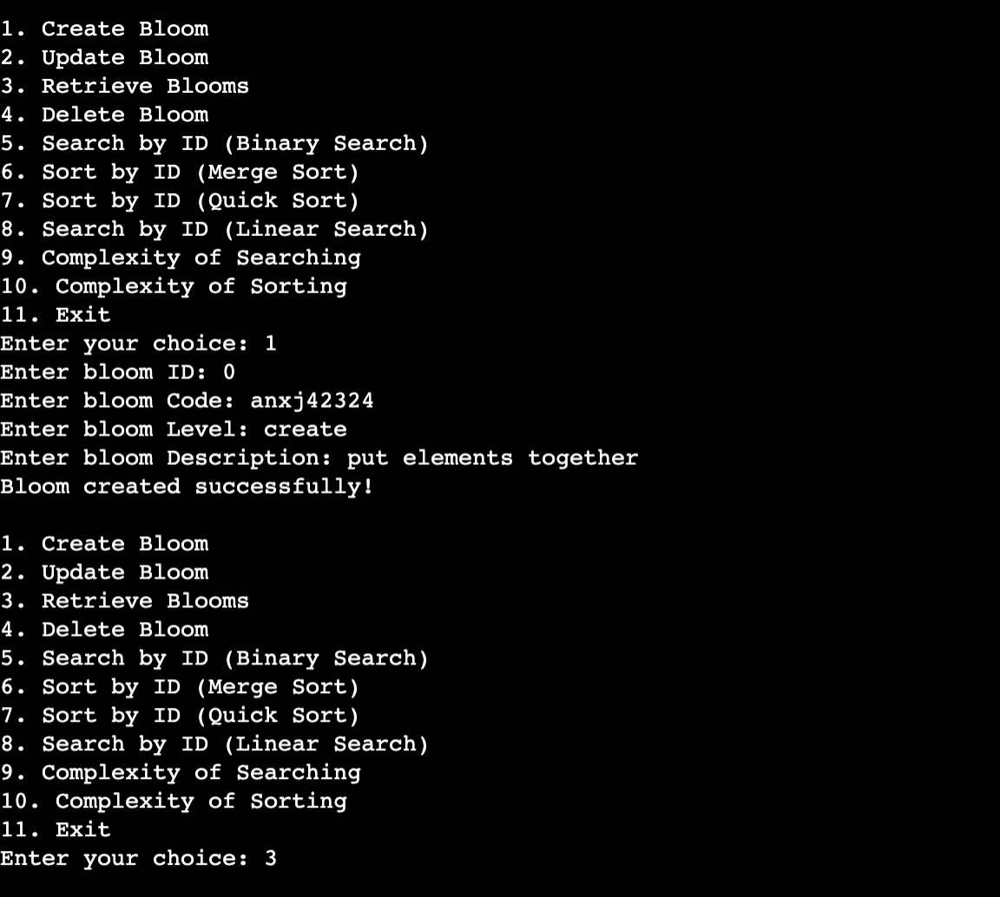 1. Create Bloom
2. Update Bloom
3. Retrieve Blooms
4. Delete Bloom
5. Search by ID (Binary Search)
6. Sort by ID (Merge Sort)
7. Sort by ID (Quick Sort)
8. Search by ID (Linear Search)
9. Complexity of Searching
10. Complexity of Sorting
11. Exit
Enter your choice: 1
Enter bloom ID: 0
Enter bloom Code: anxj42324
Enter bloom Level: create
Enter bloom Description: put elements together
Bloom created successfully!

1. Create Bloom
2. Update Bloom
3. Retrieve Blooms
4. Delete Bloom
5. Search by ID (Binary Search)
6. Sort by ID (Merge Sort)
7. Sort by ID (Quick Sort)
8. Search by ID (Linear Search)
9. Complexity of Searching
10. Complexity of Sorting
11. Exit
Enter your choice: 3